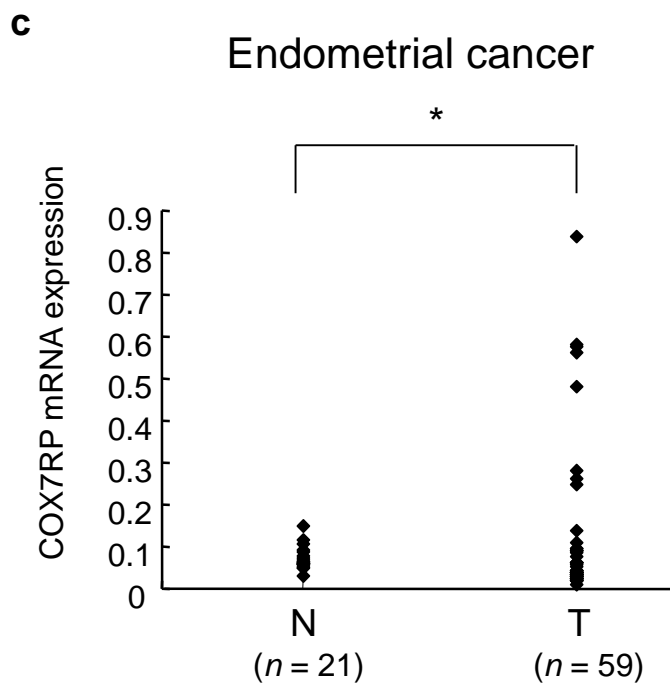 c
Endometrial cancer
*
COX7RP mRNA expression
0.9
0.8
0.7
0.6
0.5
0.4
0.3
0.2
0.1
0
N T
(n = 21) (n = 59)